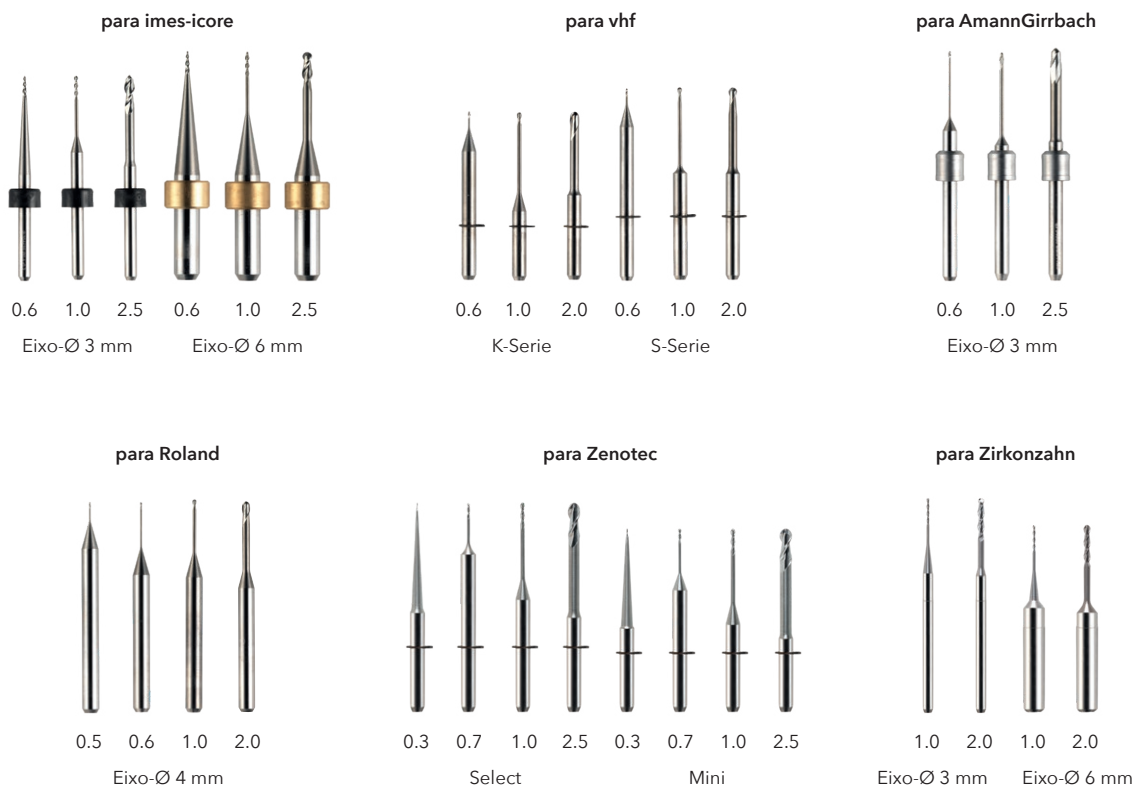 para imes-icore
0.6 1.0 2.5 0.6 1.0 2.5
Eixo-Ø 3 mm Eixo-Ø 6 mm
para vhf
0.6 1.0 2.0 0.6 1.0 2.0
K-Serie S-Serie
para AmannGirrbach
0.6 1.0 2.5
Eixo-Ø 3 mm
para Roland
0.5 0.6 1.0 2.0
Eixo-Ø 4 mm
para Zenotec
0.3 0.7 1.0 2.5 0.3 0.7 1.0 2.5
Select Mini
para Zirkonzahn
1.0 2.0 1.0 2.0
Eixo-Ø 3 mm Eixo-Ø 6 mm